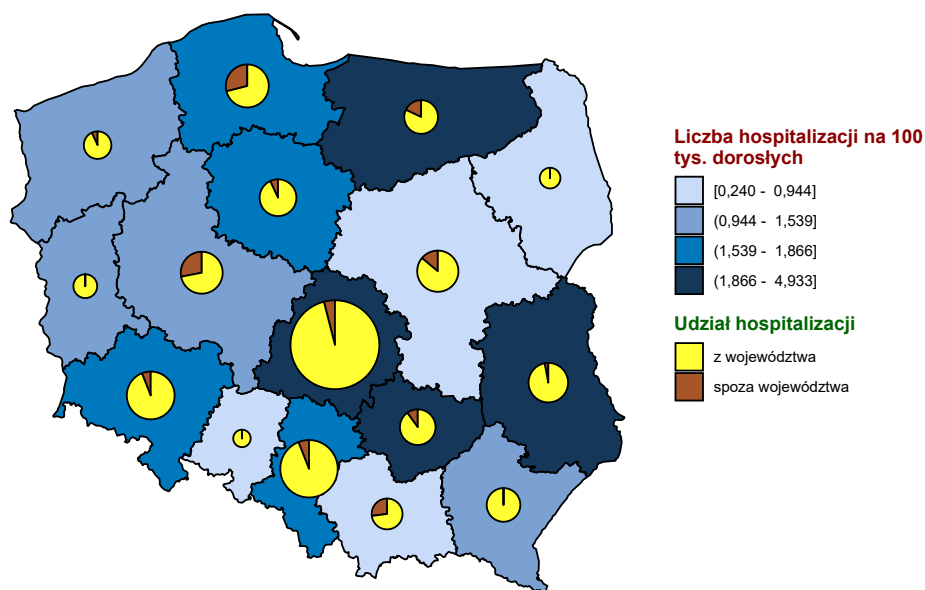 Liczba hospitalizacji na 100
tys. dorosłych
[0,240 - 0,944]
(0,944 - 1,539]
(1,539 - 1,866]
(1,866 - 4,933]
Udział hospitalizacji
z województwa
spoza województwa